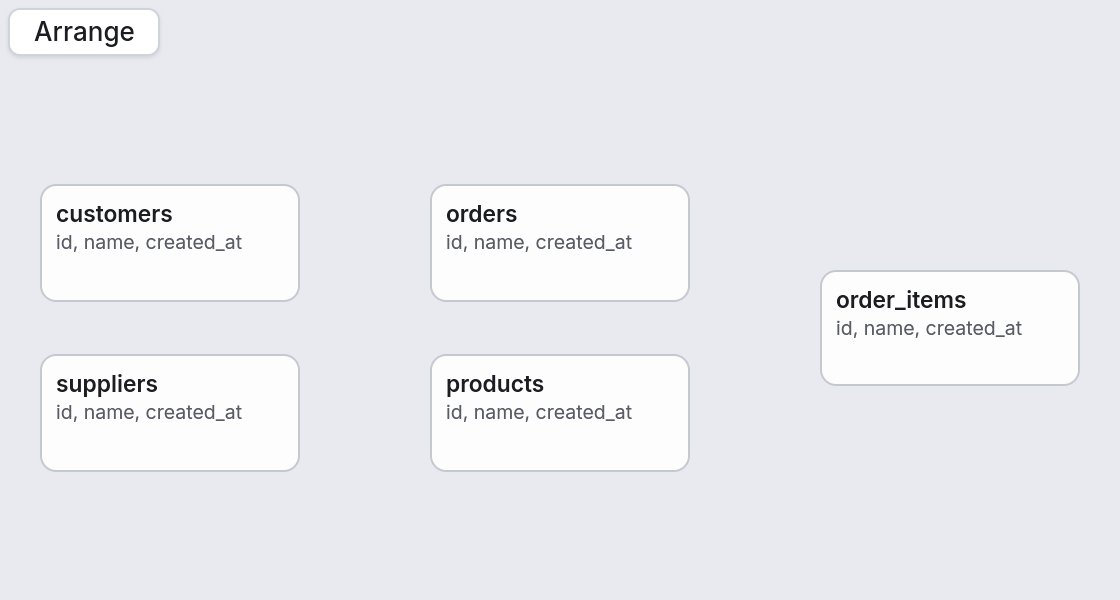 Arrange
customers
id, name, created_at
orders
id, name, created_at
order_items
id, name, created_at
suppliers
id, name, created_at
products
id, name, created_at